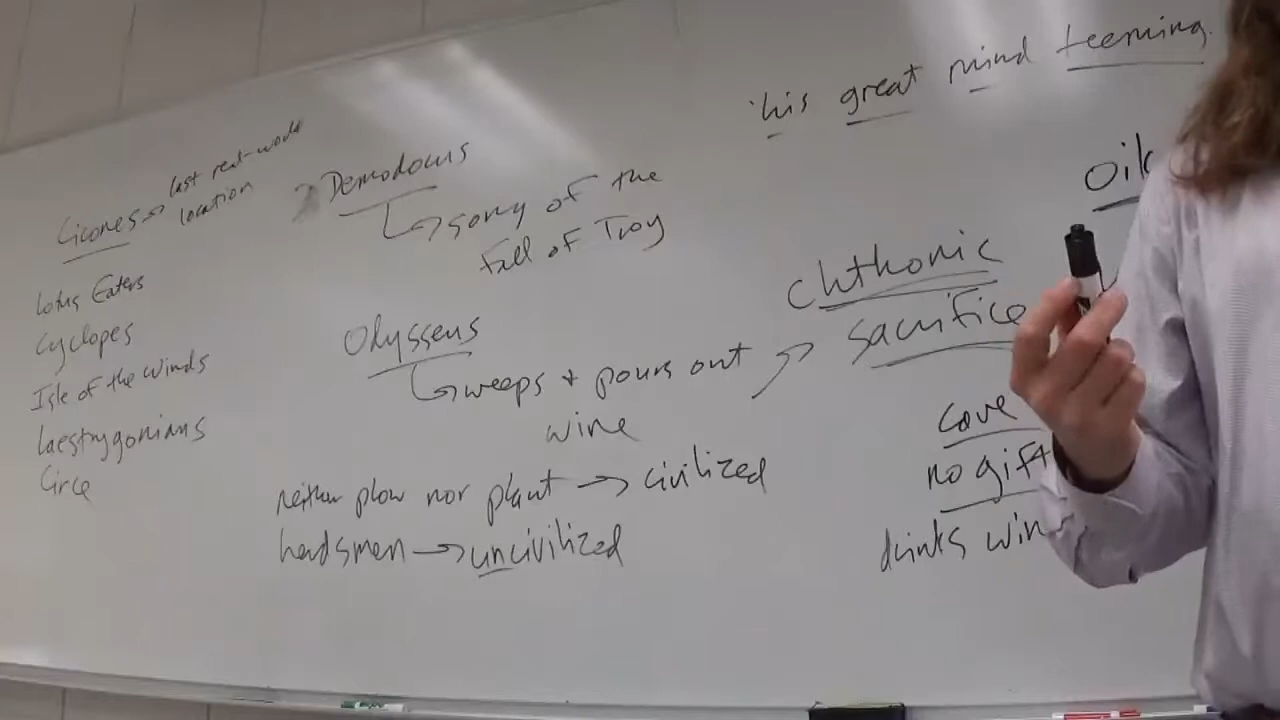 Cicones → last real-world
location
Lotus Eaters
Cyclopes
Isle of the Winds
Laestrygonians
Circe
Demodocus
↳ song of the
Fall of Troy
Odysseus
↳ weeps + pours out →
wine
neither plow nor plant → civilized
herdsmen → uncivilized
his great mind teeming.
Chthonic
sacrifice
cave
no gift
drinks